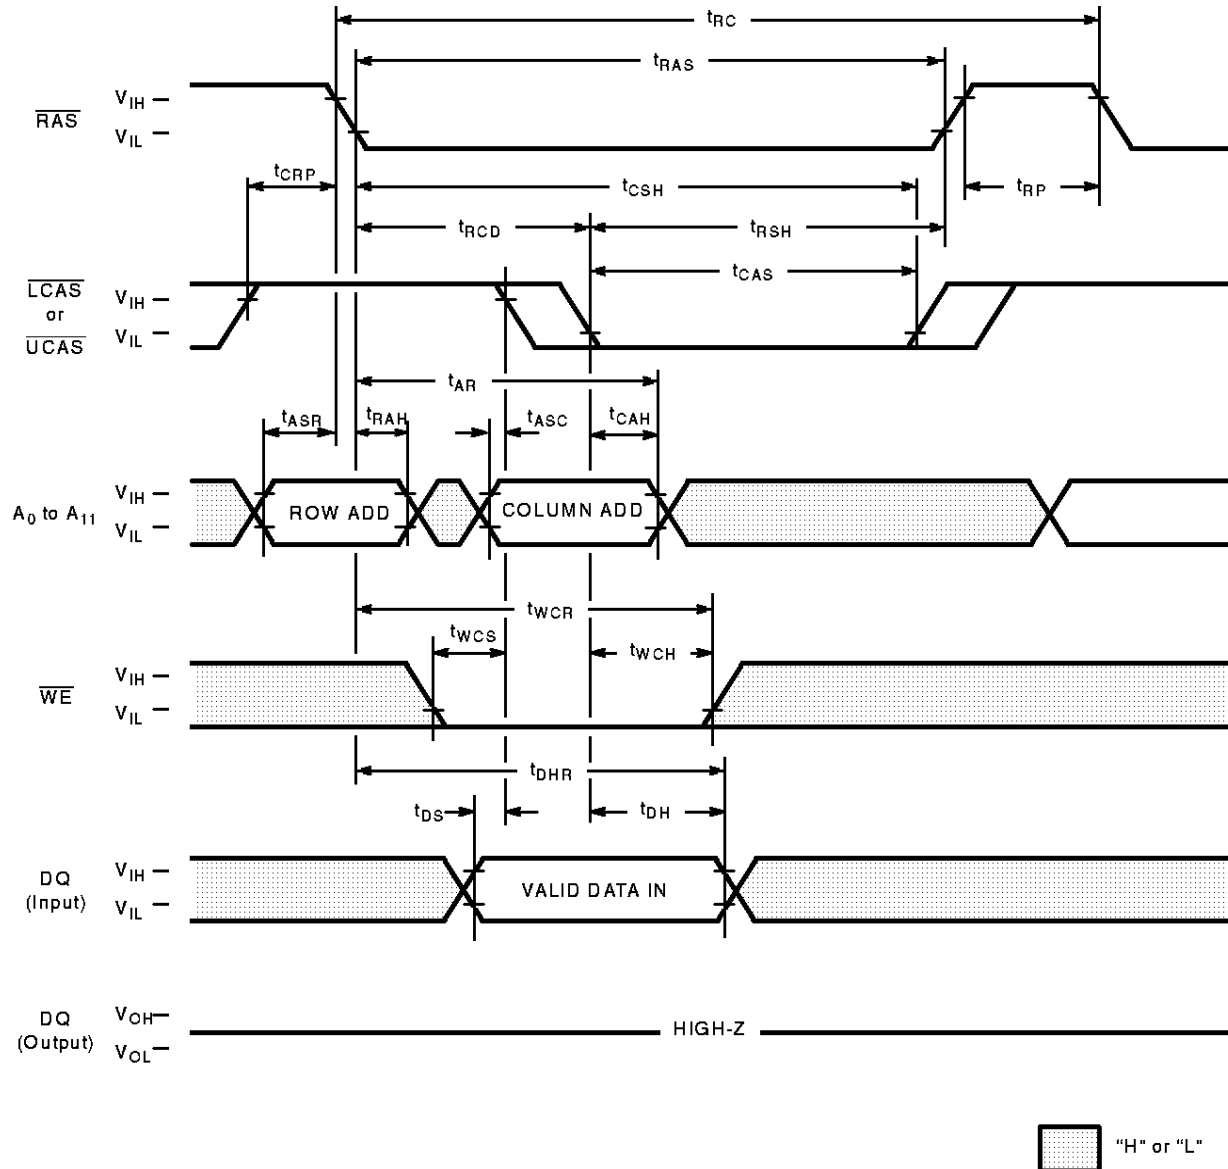 tRC
tRAS
RAS
VIH
VIL
tCRP
tCSH
tRP
tRCD
tRSH
tCAS
LCAS
or
UCAS
VIH
VIL
tAR
tASR
tRAH
tASC
tCAH
A0 to A11
VIH
VIL
ROW ADD
COLUMN ADD
tWCR
tWCS
tWCH
WE
VIH
VIL
tDHR
tDS
tDH
DQ
(Input)
VIH
VIL
VALID DATA IN
DQ
(Output)
VOH
VOL
HIGH-Z
"H" or "L"